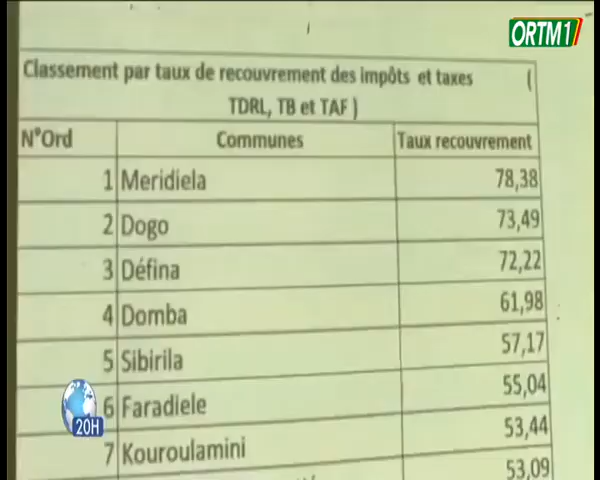 ORTM1
Classement par taux de recouvrement des impôts et taxes (
TDRL, TB et TAF )
N°Ord Communes Taux recouvrement
1 Meridiela 78,38
2 Dogo 73,49
3 Défina 72,22
4 Domba 61,98
5 Sibirila 57,17
6 Faradiele 55,04
7 Kouroulamini 53,44
53,09
20H